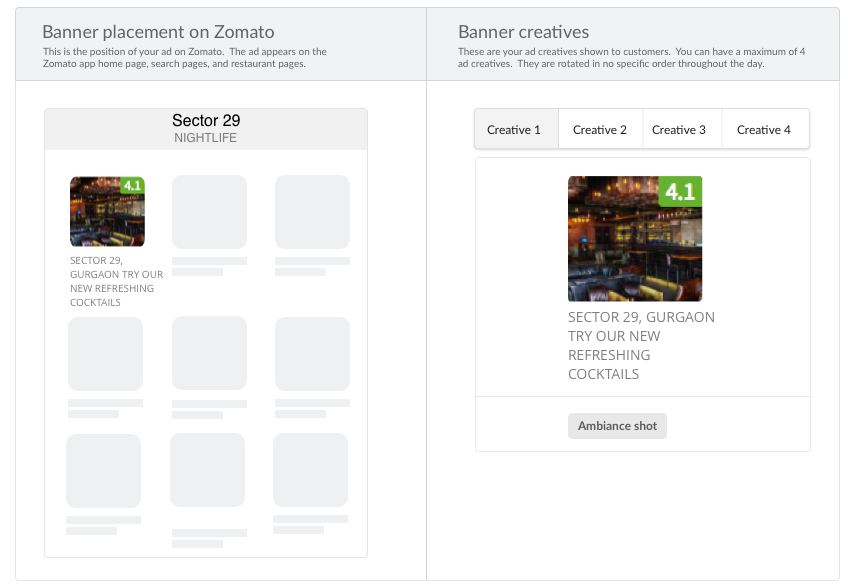 Banner placement on Zomato
This is the position of your ad on Zomato. The ad appears on the
Zomato app home page, search pages, and restaurant pages.
Sector 29
NIGHTLIFE
4.1
SECTOR 29,
GURGAON TRY OUR
NEW REFRESHING
COCKTAILS
Banner creatives
These are your ad creatives shown to customers. You can have a maximum of 4
ad creatives. They are rotated in no specific order throughout the day.
Creative 1 Creative 2 Creative 3 Creative 4
4.1
SECTOR 29, GURGAON
TRY OUR NEW
REFRESHING
COCKTAILS
Ambiance shot